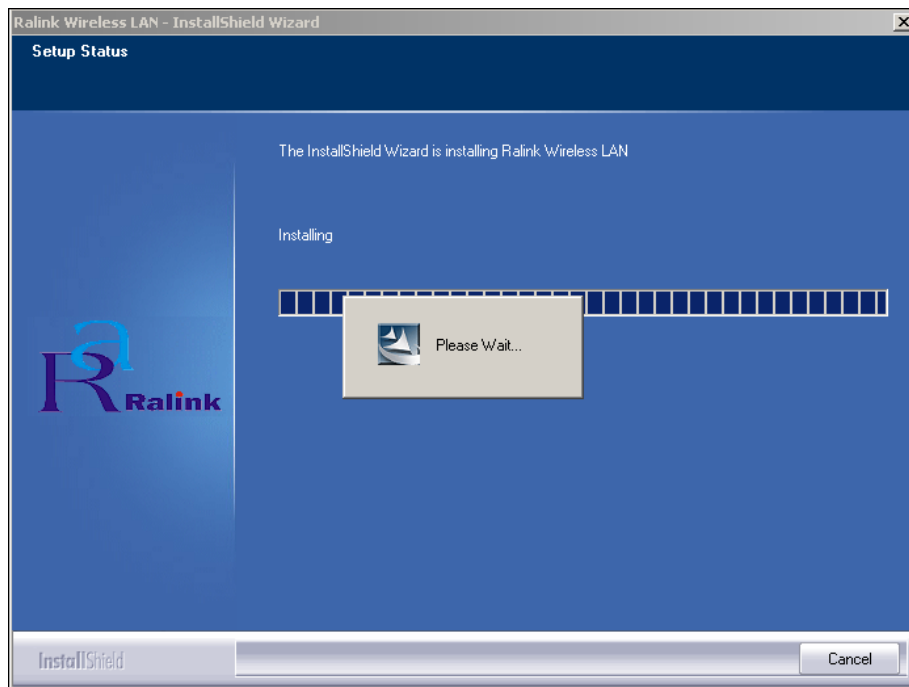 Ralink Wireless LAN - InstallShield Wizard
Setup Status
The InstallShield Wizard is installing Ralink Wireless LAN
Installing
Please Wait...
Ra
Ralink
InstallShield
Cancel